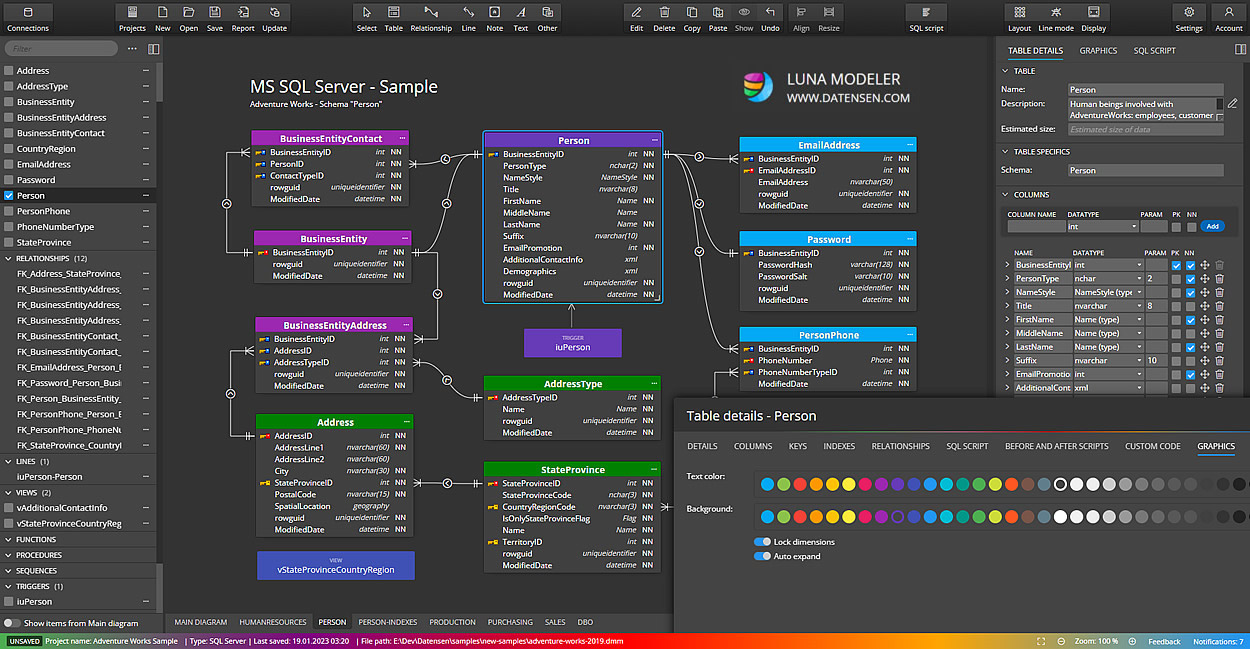 Connections
Projects New Open Save Report Update
Select Table Relationship Line Note Text Other
Edit Delete Copy Paste Show Undo Align Resize
SQL script
Layout Line mode Display
Settings Account
Filter
Address
AddressType
BusinessEntity
BusinessEntityAddress
BusinessEntityContact
CountryRegion
EmailAddress
Password
Person
PersonPhone
PhoneNumberType
StateProvince
RELATIONSHIPS (12)
FK_Address_StateProvince_
FK_BusinessEntityAddress_
FK_BusinessEntityAddress_
FK_BusinessEntityAddress_
FK_BusinessEntityContact_
FK_BusinessEntityContact_
FK_EmailAddress_Person_E
FK_Password_Person_Busi
FK_Person_BusinessEntity_
FK_PersonPhone_Person_E
FK_PersonPhone_PhoneNu
FK_StateProvince_CountryI
LINES (1)
iuPerson-Person
VIEWS (2)
vAdditionalContactInfo
vStateProvinceCountryReg
FUNCTIONS
PROCEDURES
SEQUENCES
TRIGGERS (1)
iuPerson
Show items from Main diagram
MS SQL Server - Sample
Adventure Works - Schema "Person"
LUNA MODELER
WWW.DATENSEN.COM
BusinessEntityContact
BusinessEntityID int NN
PersonID int NN
ContactTypeID int NN
rowguid uniqueidentifier NN
ModifiedDate datetime NN
BusinessEntity
BusinessEntityID int NN
rowguid uniqueidentifier NN
ModifiedDate datetime NN
BusinessEntityAddress
BusinessEntityID int NN
AddressID int NN
AddressTypeID int NN
rowguid uniqueidentifier NN
ModifiedDate datetime NN
Address
AddressID int NN
AddressLine1 nvarchar(60) NN
AddressLine2 nvarchar(60)
City nvarchar(30) NN
StateProvinceID int NN
PostalCode nvarchar(15) NN
SpatialLocation geography
rowguid uniqueidentifier NN
ModifiedDate datetime NN
VIEW
vStateProvinceCountryRegion
Person
BusinessEntityID int NN
PersonType nchar(2) NN
NameStyle NameStyle NN
Title nvarchar(8)
FirstName Name NN
MiddleName Name
LastName Name NN
Suffix nvarchar(10)
EmailPromotion int NN
AdditionalContactInfo xml
Demographics xml
rowguid uniqueidentifier NN
ModifiedDate datetime NN
TRIGGER
iuPerson
AddressType
AddressTypeID int NN
Name Name NN
rowguid uniqueidentifier NN
ModifiedDate datetime NN
StateProvince
StateProvinceID int NN
StateProvinceCode nchar(3) NN
CountryRegionCode nvarchar(3) NN
IsOnlyStateProvinceFlag Flag NN
Name Name NN
TerritoryID int NN
rowguid uniqueidentifier NN
ModifiedDate datetime NN
EmailAddress
BusinessEntityID int NN
EmailAddressID int NN
EmailAddress nvarchar(50)
rowguid uniqueidentifier NN
ModifiedDate datetime NN
Password
BusinessEntityID int NN
PasswordHash varchar(128) NN
PasswordSalt varchar(10) NN
rowguid uniqueidentifier NN
ModifiedDate datetime NN
PersonPhone
BusinessEntityID int NN
PhoneNumber Phone NN
PhoneNumberTypeID int NN
ModifiedDate datetime NN
TABLE DETAILS GRAPHICS SQL SCRIPT
TABLE
Name: Person
Description: Human beings involved with
AdventureWorks: employees, customer
Estimated size: Estimated size of data
TABLE SPECIFICS
Schema: Person
COLUMNS
COLUMN NAME DATATYPE PARAM PK NN
int Add
NAME DATATYPE PARAM PK NN
BusinessEntityI int
PersonType nchar 2
NameStyle NameStyle (type
Title nvarchar 8
FirstName Name (type)
MiddleName Name (type)
LastName Name (type)
Suffix nvarchar 10
EmailPromotio int
AdditionalCont xml
Table details - Person
DETAILS COLUMNS KEYS INDEXES RELATIONSHIPS SQL SCRIPT BEFORE AND AFTER SCRIPTS CUSTOM CODE GRAPHICS
Text color:
Background:
Lock dimensions
Auto expand
MAIN DIAGRAM HUMANRESOURCES PERSON PERSON-INDEXES PRODUCTION PURCHASING SALES DBO
UNSAVED Project name: Adventure Works Sample | Type: SQL Server | Last saved: 19.01.2023 03:20 | File path: E:\Dev\Datensen\samples\new-samples\adventure-works-2019.dmm
Zoom: 100 % Feedback Notifications: 7